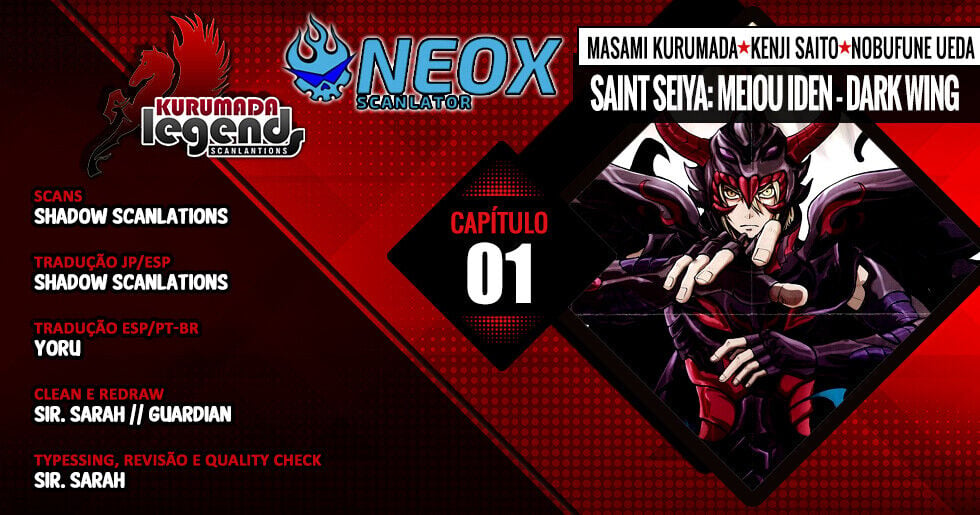 KURUMADA
legends
SCANLANTIONS
NEOX
SCANLATOR
MASAMI KURUMADA★KENJI SAITO★NOBUFUNE UEDA
SAINT SEIYA: MEIOU IDEN - DARK WING
SCANS
SHADOW SCANLATIONS
TRADUÇÃO JP/ESP
SHADOW SCANLATIONS
TRADUÇÃO ESP/PT-BR
YORU
CLEAN E REDRAW
SIR. SARAH // GUARDIAN
TYPESSING, REVISÃO E QUALITY CHECK
SIR. SARAH
CAPÍTULO
01